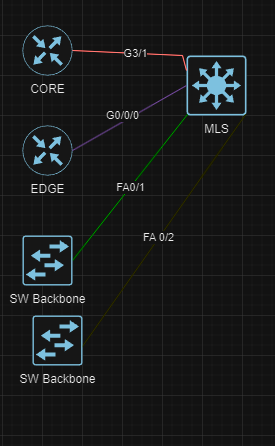 G3/1
CORE
MLS
G0/0/0
EDGE
FA0/1
FA 0/2
SW Backbone
SW Backbone